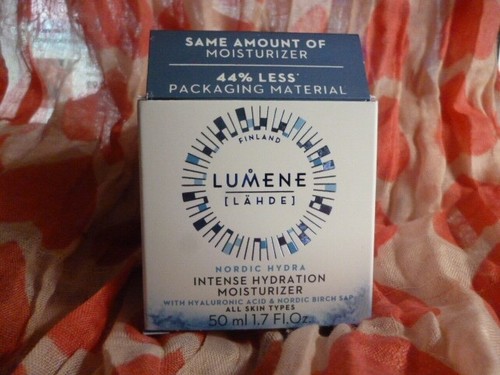 SAME AMOUNT OF
MOISTURIZER
44% LESS*
PACKAGING MATERIAL
FINLAND
LUMENE
[LÄHDE]
NORDIC HYDRA
INTENSE HYDRATION
MOISTURIZER
WITH HYALURONIC ACID & NORDIC BIRCH SAP
ALL SKIN TYPES
50 ml 1.7 Fl.Oz.